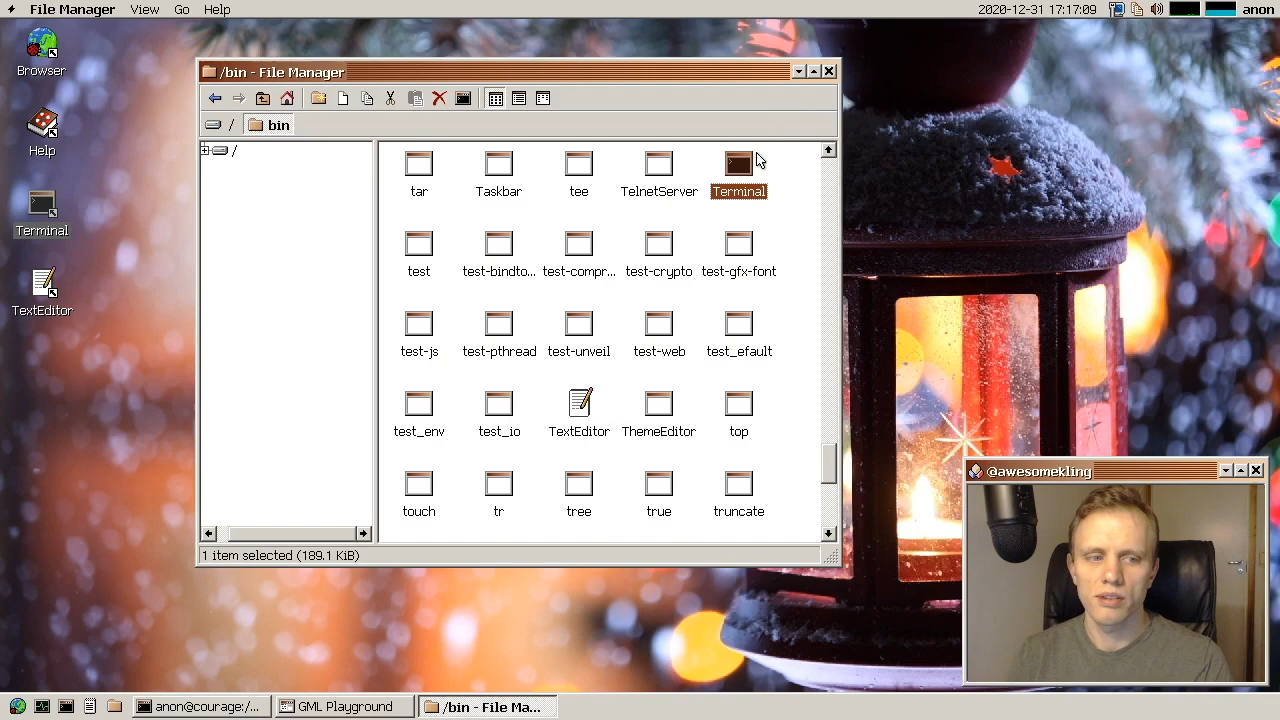 File Manager View Go Help 2020-12-31 17:17:09 anon
Browser
Help
Terminal
TextEditor
/bin - File Manager
/ bin
/
tar Taskbar tee TelnetServer Terminal
test test-bindto... test-compr... test-crypto test-gfx-font
test-js test-pthread test-unveil test-web test_efault
test_env test_io TextEditor ThemeEditor top
touch tr tree true truncate
1 item selected (189.1 KiB)
@awesomekling
anon@courage:/... GML Playground /bin - File Ma...